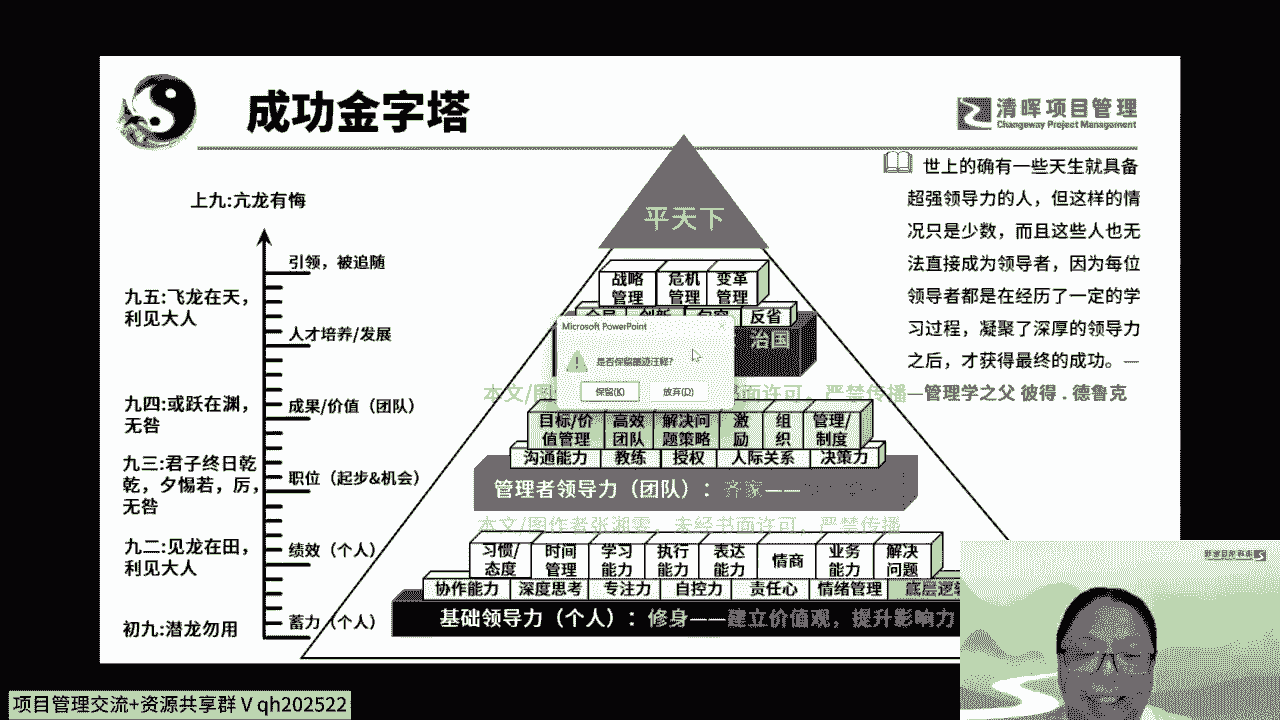 成功金字塔
清晖项目管理
Changeway Project Management
上九:亢龙有悔
引领，被追随
九五:飞龙在天，
利见大人
人才培养/发展
九四:或跃在渊，
无咎
成果/价值（团队）
九三:君子终日乾
乾，夕惕若，厉，
无咎
职位（起步&机会）
九二:见龙在田，
利见大人
绩效（个人）
初九:潜龙勿用
蓄力（个人）
平天下
战略
管理
危机
管理
变革
管理
反省
治国
Microsoft PowerPoint
是否保留墨迹注释?
保留(K)
放弃(D)
本文/图
面许可，严禁传播
目标/价
值管理
高效
团队
解决问
题策略
激
励
组
织
管理/
制度
沟通能力
教练
授权
人际关系
决策力
管理者领导力（团队）：齐家——
本文/图作者张湘雯，未经书面许可，严禁传播
习惯/
态度
时间
管理
学习
能力
执行
能力
表达
能力
情商
业务
能力
解决
问题
协作能力
深度思考
专注力
自控力
责任心
情绪管理
底层逻辑
基础领导力（个人）：修身——建立价值观，提升影响力
世上的确有一些天生就具备
超强领导力的人，但这样的情
况只是少数，而且这些人也无
法直接成为领导者，因为每位
领导者都是在经历了一定的学
习过程，凝聚了深厚的领导力
之后，才获得最终的成功。—
—管理学之父 彼得 . 德鲁克
项目管理交流+资源共享群 V qh202522